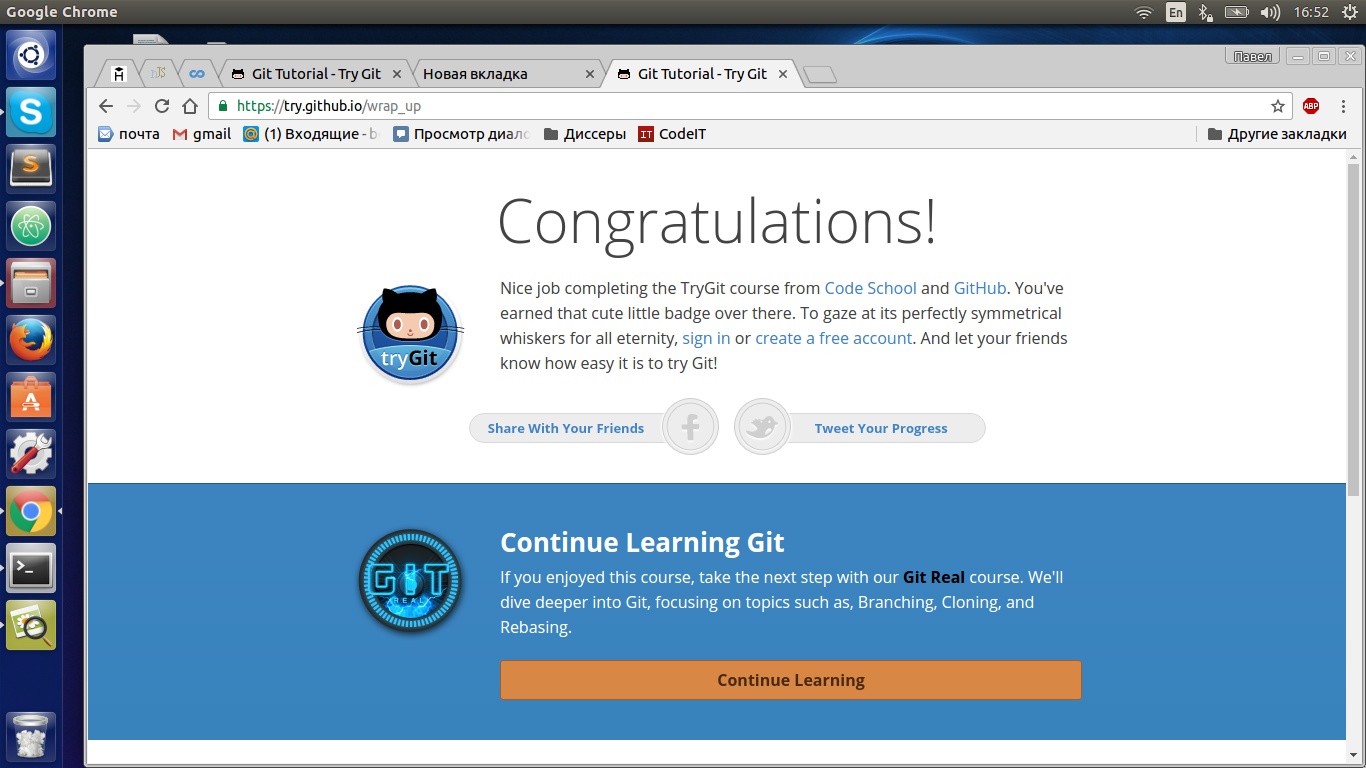 Google Chrome
En
16:52
Павел
JS
Git Tutorial - Try Git
Новая вкладка
Git Tutorial - Try Git
https://try.github.io/wrap_up
ABP
почта
gmail
(1) Входящие - b
Просмотр диало
Диссеры
IT
CodeIT
Другие закладки
Congratulations!
Nice job completing the TryGit course from Code School and GitHub. You've
earned that cute little badge over there. To gaze at its perfectly symmetrical
whiskers for all eternity, sign in or create a free account. And let your friends
know how easy it is to try Git!
tryGit
Share With Your Friends
Tweet Your Progress
Continue Learning Git
If you enjoyed this course, take the next step with our Git Real course. We'll
dive deeper into Git, focusing on topics such as, Branching, Cloning, and
Rebasing.
GIT
REAL
Continue Learning